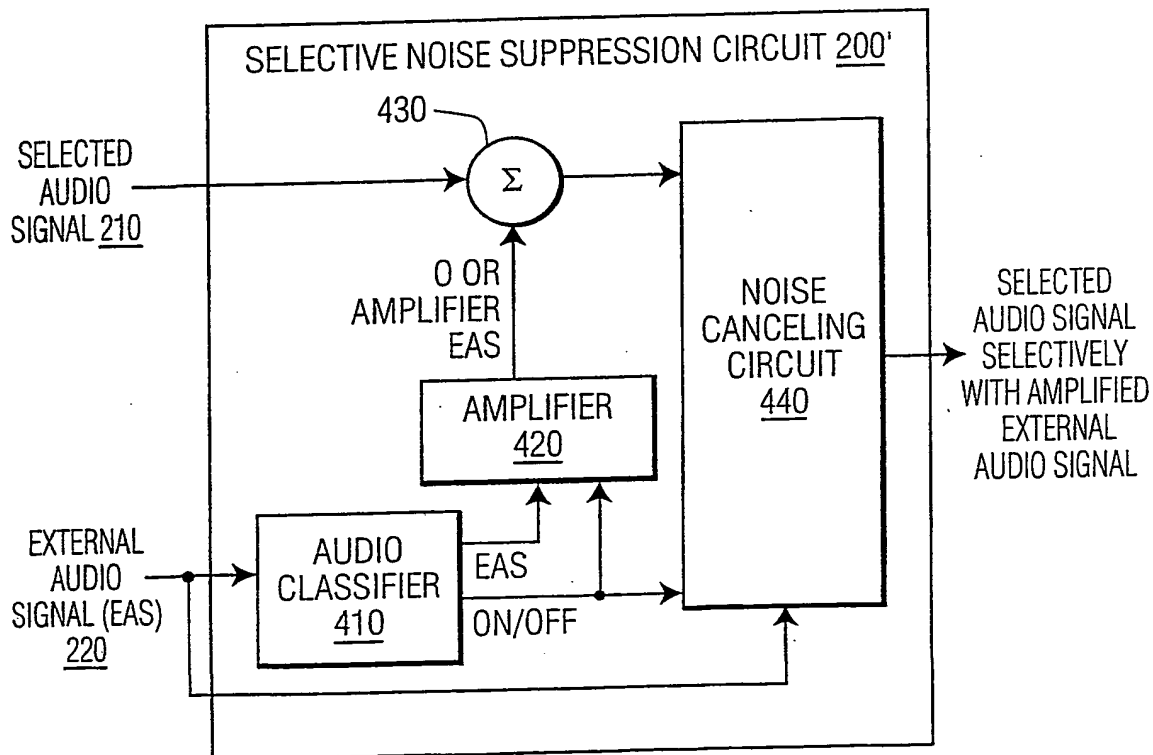 SELECTIVE NOISE SUPPRESSION CIRCUIT 200'
430
SELECTED
AUDIO
SIGNAL 210
Σ
O OR
AMPLIFIER
EAS
NOISE
CANCELING
CIRCUIT
440
SELECTED
AUDIO SIGNAL
SELECTIVELY
WITH AMPLIFIED
EXTERNAL
AUDIO SIGNAL
AMPLIFIER
420
EXTERNAL
AUDIO
SIGNAL (EAS)
220
AUDIO
CLASSIFIER
410
EAS
ON/OFF